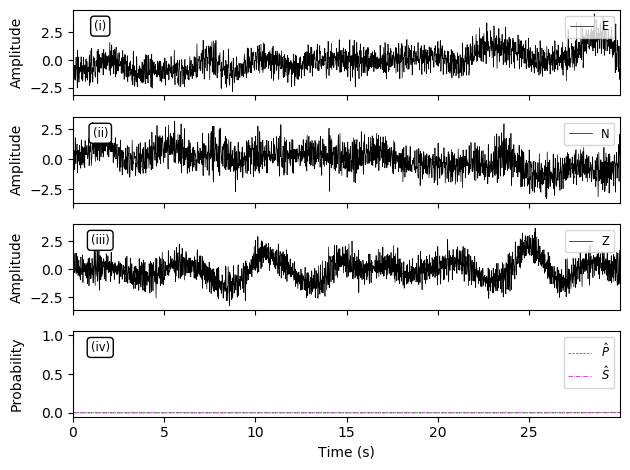 (i)
E
Amplitude
2.5
0.0
−2.5
(ii)
N
Amplitude
2.5
0.0
−2.5
(iii)
Z
Amplitude
2.5
0.0
−2.5
(iv)
P̂
Ŝ
Probability
1.0
0.5
0.0
0 5 10 15 20 25
Time (s)